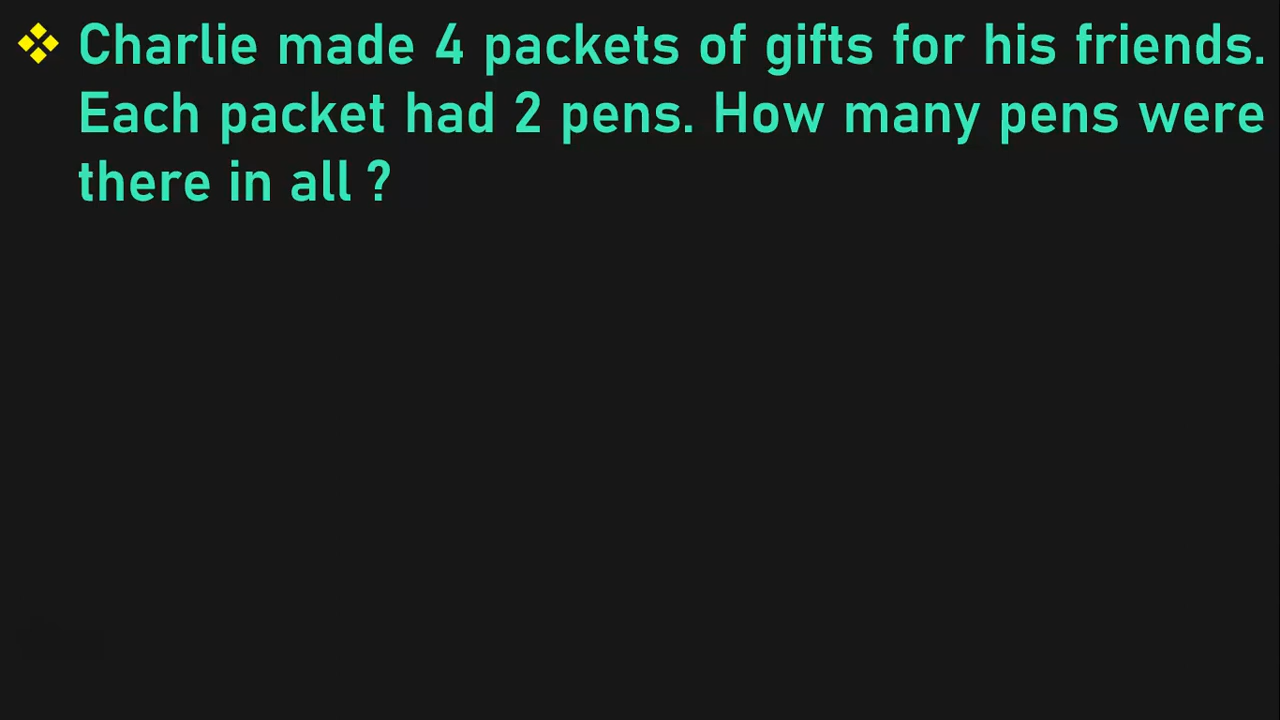 Charlie made 4 packets of gifts for his friends.
Each packet had 2 pens. How many pens were
there in all ?